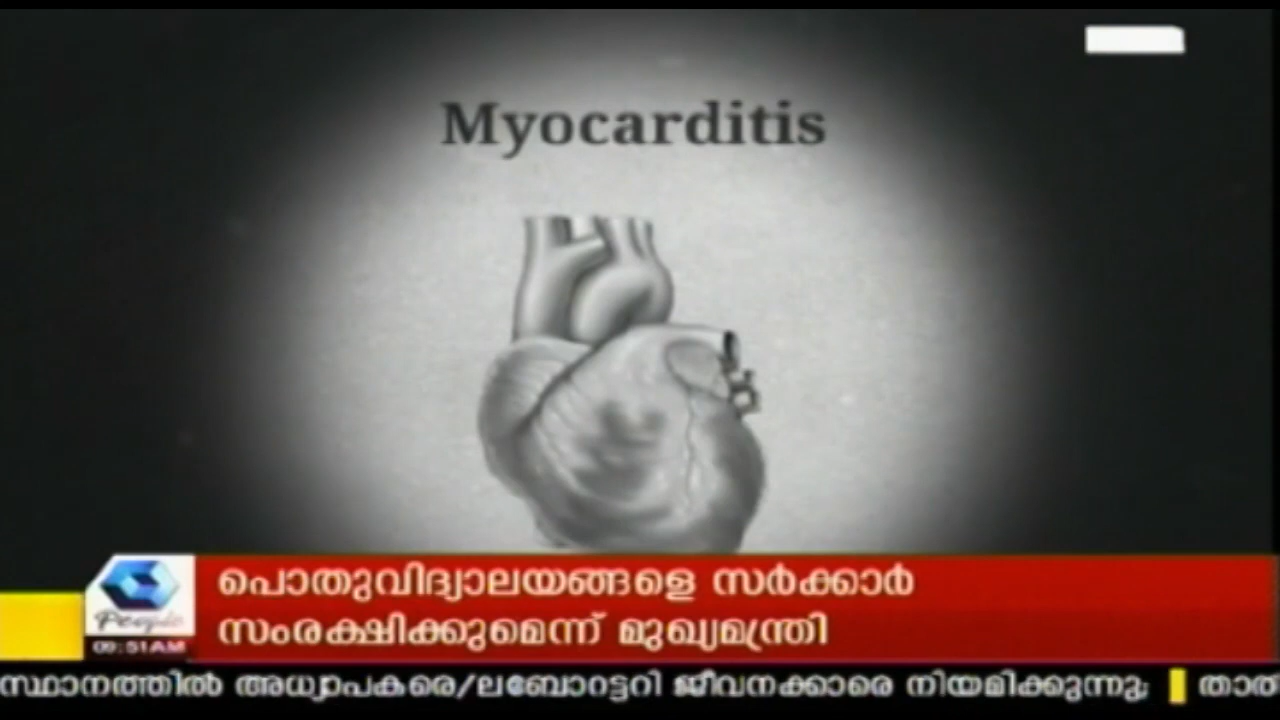 Myocarditis
പൊതുവിദ്യാലയങ്ങളെ സർക്കാർ
സംരക്ഷിക്കുമെന്ന് മുഖ്യമന്ത്രി
People
09:51AM
സ്ഥാനത്തിൽ അധ്യാപകരെ/ലബോറട്ടറി ജീവനക്കാരെ നിയമിക്കുന്നു; താത്